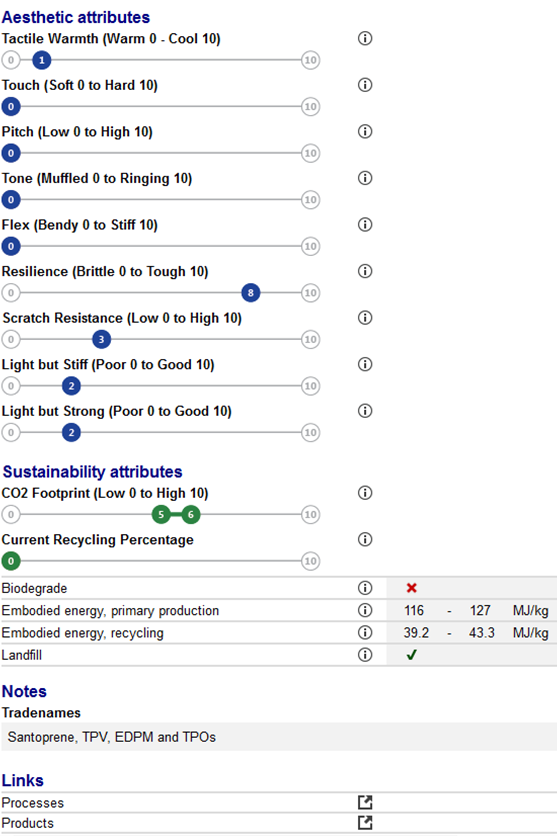 Aesthetic attributes
Tactile Warmth (Warm 0 - Cool 10)
0 1 10
Touch (Soft 0 to Hard 10)
0 10
Pitch (Low 0 to High 10)
0 10
Tone (Muffled 0 to Ringing 10)
0 10
Flex (Bendy 0 to Stiff 10)
0 10
Resilience (Brittle 0 to Tough 10)
0 8 10
Scratch Resistance (Low 0 to High 10)
0 3 10
Light but Stiff (Poor 0 to Good 10)
0 2 10
Light but Strong (Poor 0 to Good 10)
0 2 10
Sustainability attributes
CO2 Footprint (Low 0 to High 10)
0 5 6 10
Current Recycling Percentage
0 10
Biodegrade
Embodied energy, primary production 116 - 127 MJ/kg
Embodied energy, recycling 39.2 - 43.3 MJ/kg
Landfill
Notes
Tradenames
Santoprene, TPV, EDPM and TPOs
Links
Processes
Products